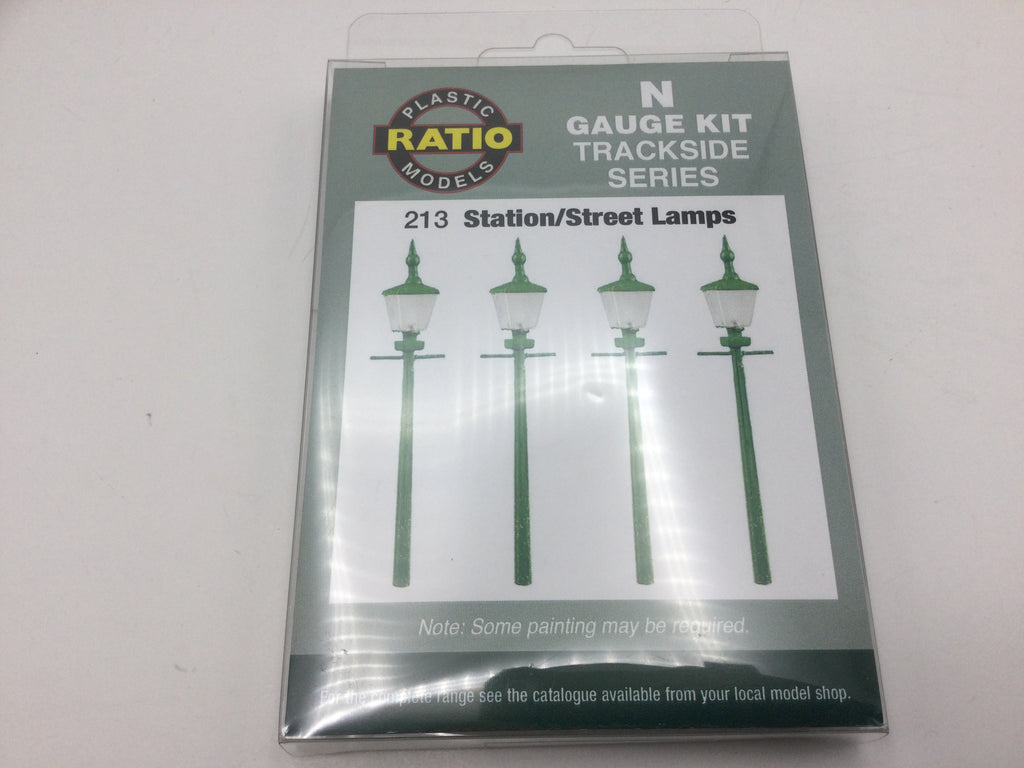 PLASTIC
RATIO
MODELS
N
GAUGE KIT
TRACKSIDE
SERIES
213 Station/Street Lamps
Note: Some painting may be required.
For the complete range see the catalogue available from your local model shop.